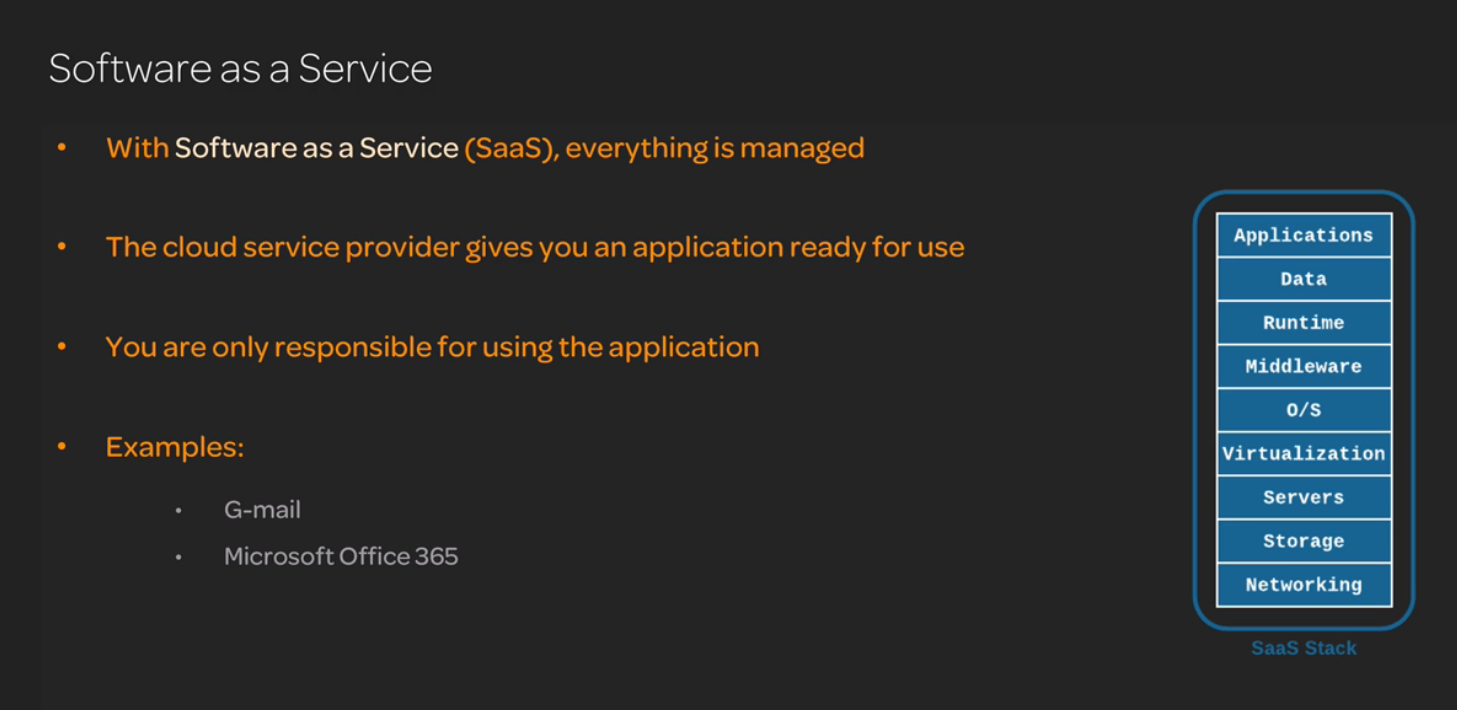 Software as a Service
• With Software as a Service (SaaS), everything is managed
• The cloud service provider gives you an application ready for use
• You are only responsible for using the application
• Examples:
• G-mail
• Microsoft Office 365
Applications
Data
Runtime
Middleware
O/S
Virtualization
Servers
Storage
Networking
SaaS Stack